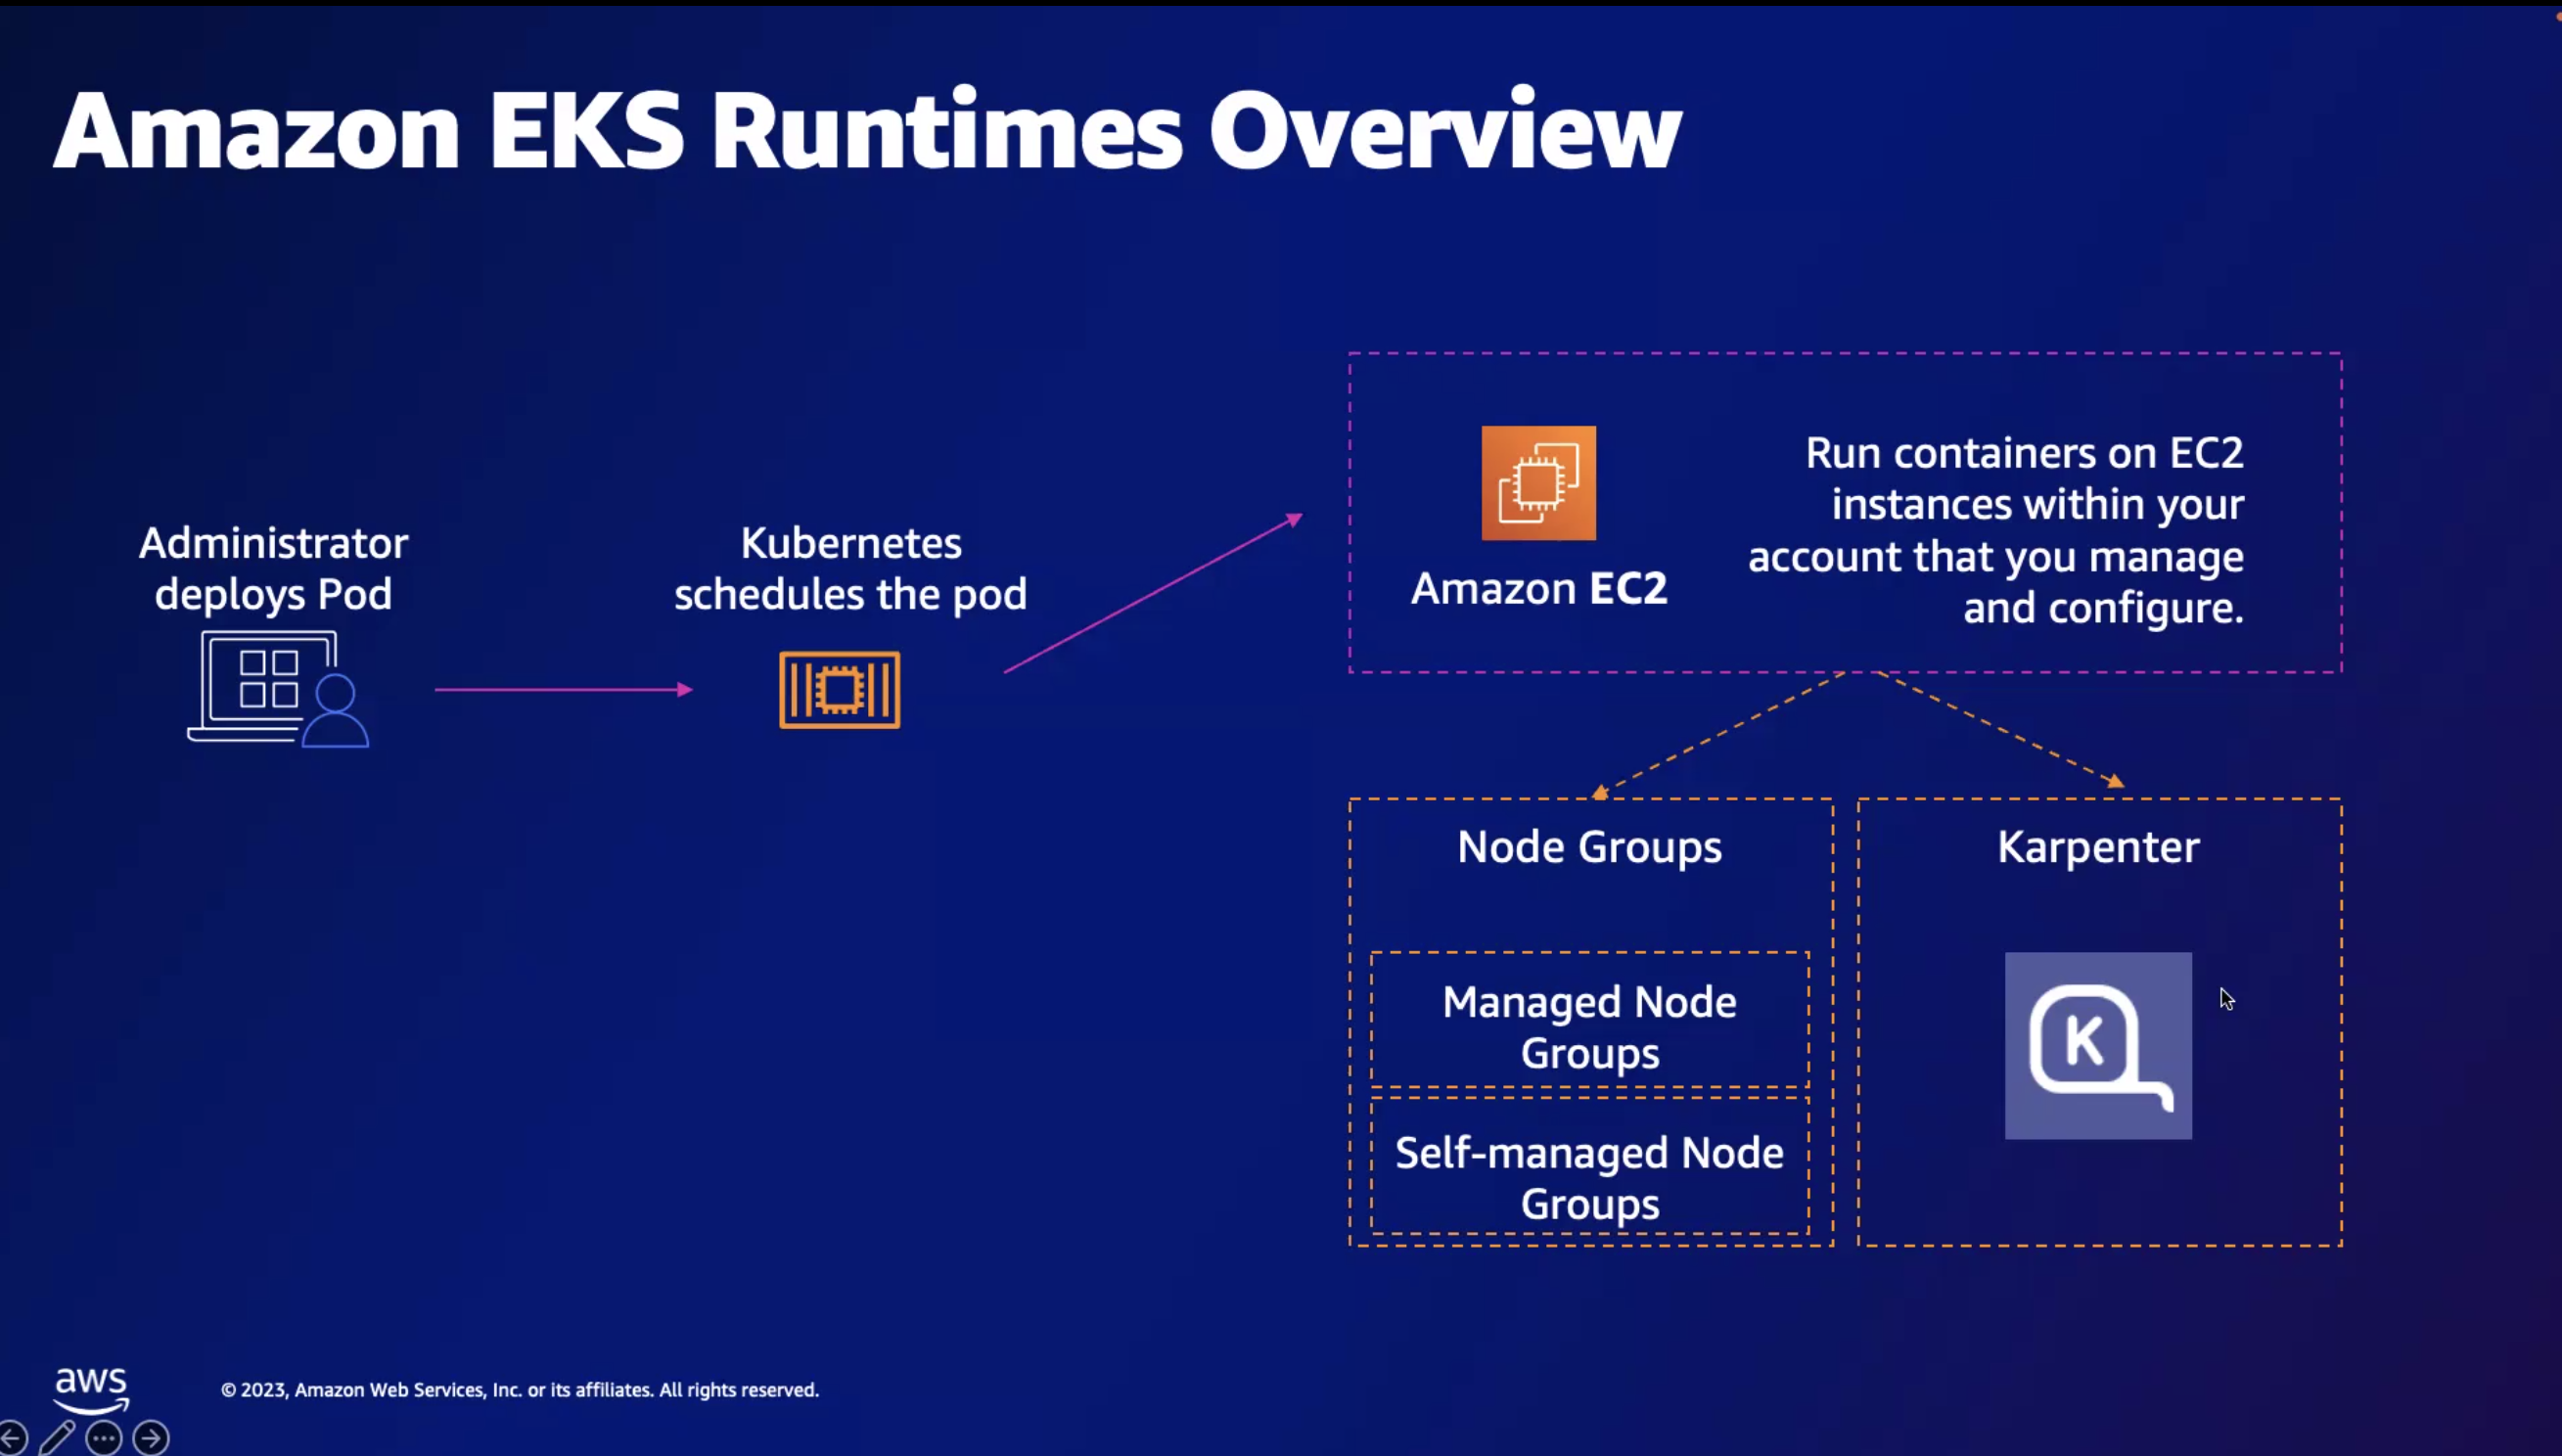 Amazon EKS Runtimes Overview
Administrator
deploys Pod
Kubernetes
schedules the pod
Amazon EC2
Run containers on EC2
instances within your
account that you manage
and configure.
Node Groups
Managed Node
Groups
Self-managed Node
Groups
Karpenter
K
aws
© 2023, Amazon Web Services, Inc. or its affiliates. All rights reserved.